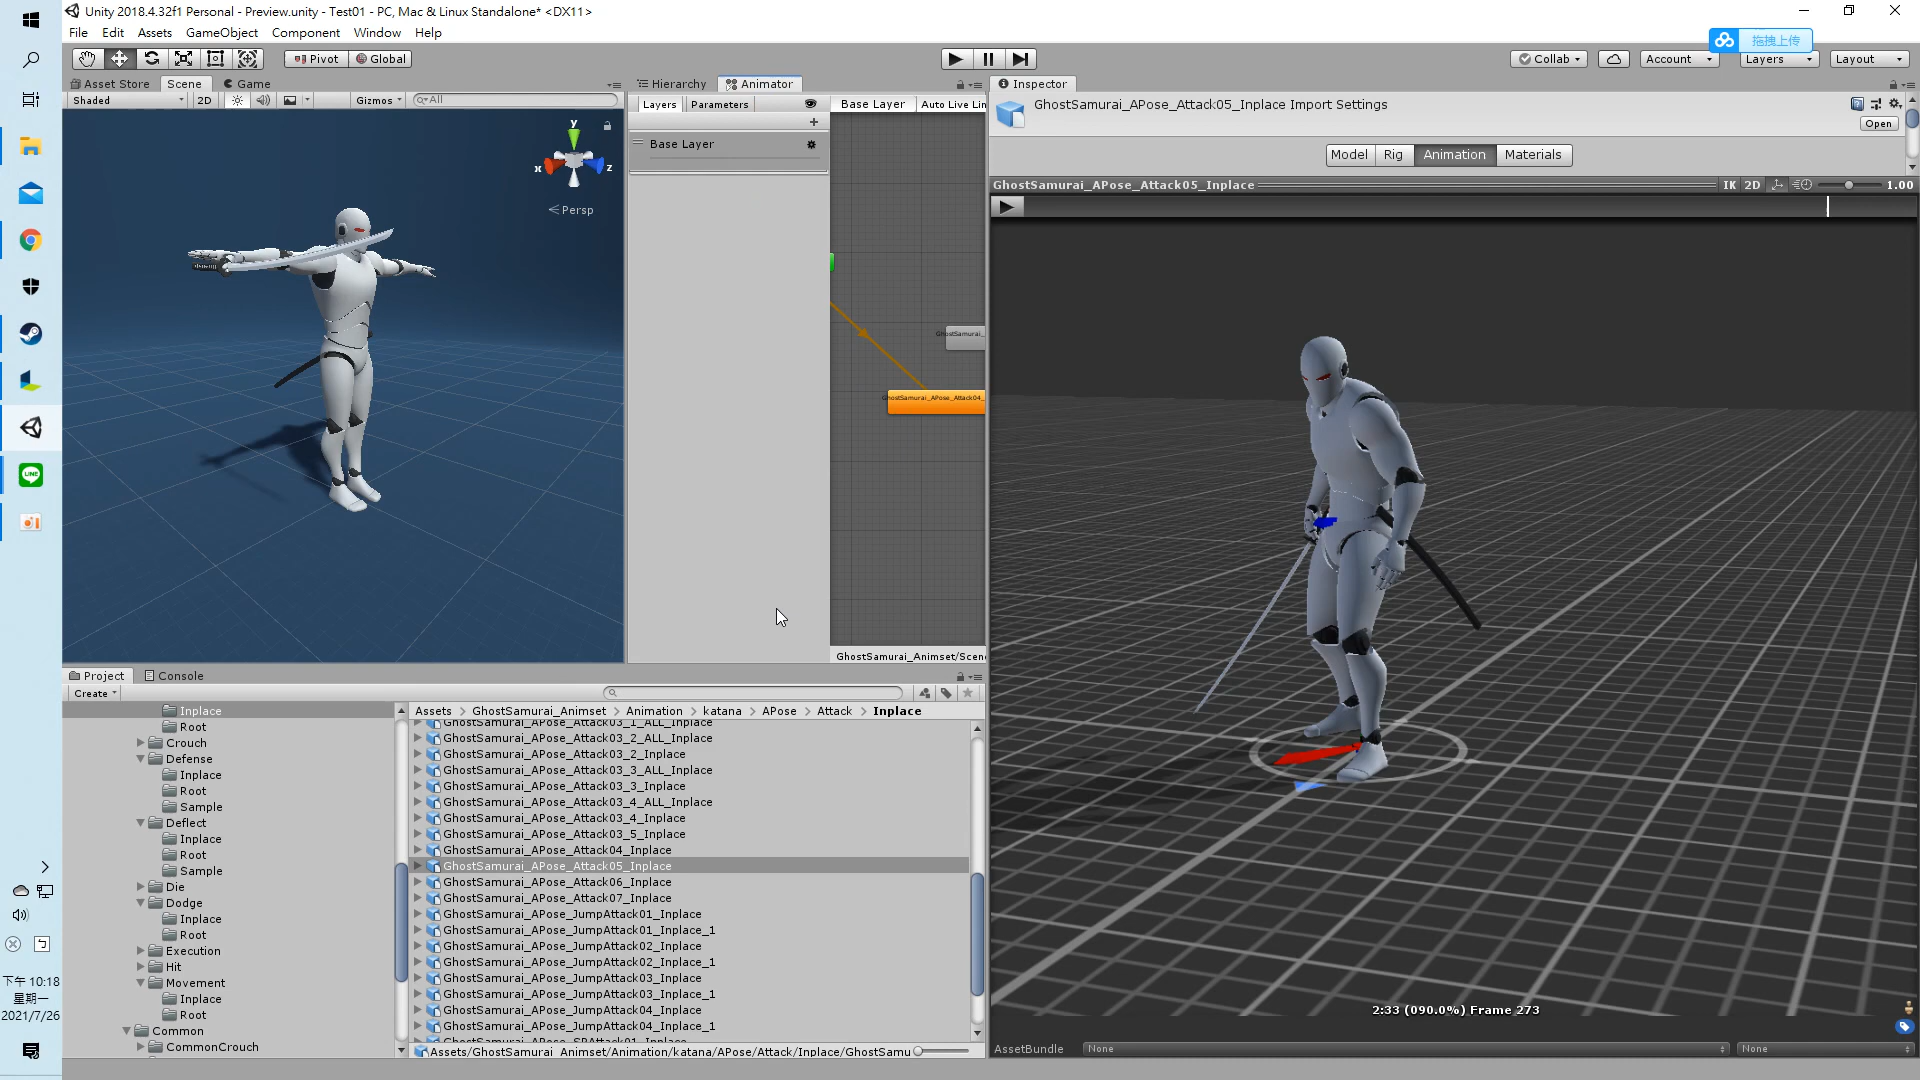 Unity 2018.4.32f1 Personal - Preview.unity - Test01 - PC, Mac & Linux Standalone* <DX11>
File Edit Assets GameObject Component Window Help
拖拽上传
Pivot Global
Collab Account Layers Layout
Asset Store Scene Game
Shaded 2D Gizmos All
y
x z
Persp
Hierarchy Animator
Layers Parameters
Base Layer Auto Live Lin
Base Layer
GhostSamurai_
GhostSamurai_APose_Attack04_
GhostSamurai_Animset/Scen
Inspector
GhostSamurai_APose_Attack05_Inplace Import Settings
Open
Model Rig Animation Materials
GhostSamurai_APose_Attack05_Inplace IK 2D 1.00
2:33 (090.0%) Frame 273
AssetBundle None None
Project Console
Create
Inplace
Root
Crouch
Defense
Inplace
Root
Sample
Deflect
Inplace
Root
Sample
Die
Dodge
Inplace
Root
Execution
Hit
Movement
Inplace
Root
Common
CommonCrouch
Assets > GhostSamurai_Animset > Animation > katana > APose > Attack > Inplace
GhostSamurai_APose_Attack03_1_ALL_Inplace
GhostSamurai_APose_Attack03_2_ALL_Inplace
GhostSamurai_APose_Attack03_2_Inplace
GhostSamurai_APose_Attack03_3_ALL_Inplace
GhostSamurai_APose_Attack03_3_Inplace
GhostSamurai_APose_Attack03_4_ALL_Inplace
GhostSamurai_APose_Attack03_4_Inplace
GhostSamurai_APose_Attack03_5_Inplace
GhostSamurai_APose_Attack04_Inplace
GhostSamurai_APose_Attack05_Inplace
GhostSamurai_APose_Attack06_Inplace
GhostSamurai_APose_Attack07_Inplace
GhostSamurai_APose_JumpAttack01_Inplace
GhostSamurai_APose_JumpAttack01_Inplace_1
GhostSamurai_APose_JumpAttack02_Inplace
GhostSamurai_APose_JumpAttack02_Inplace_1
GhostSamurai_APose_JumpAttack03_Inplace
GhostSamurai_APose_JumpAttack03_Inplace_1
GhostSamurai_APose_JumpAttack04_Inplace
GhostSamurai_APose_JumpAttack04_Inplace_1
Assets/GhostSamurai_Animset/Animation/katana/APose/Attack/Inplace/GhostSamu
LINE
下午 10:18
星期一
2021/7/26